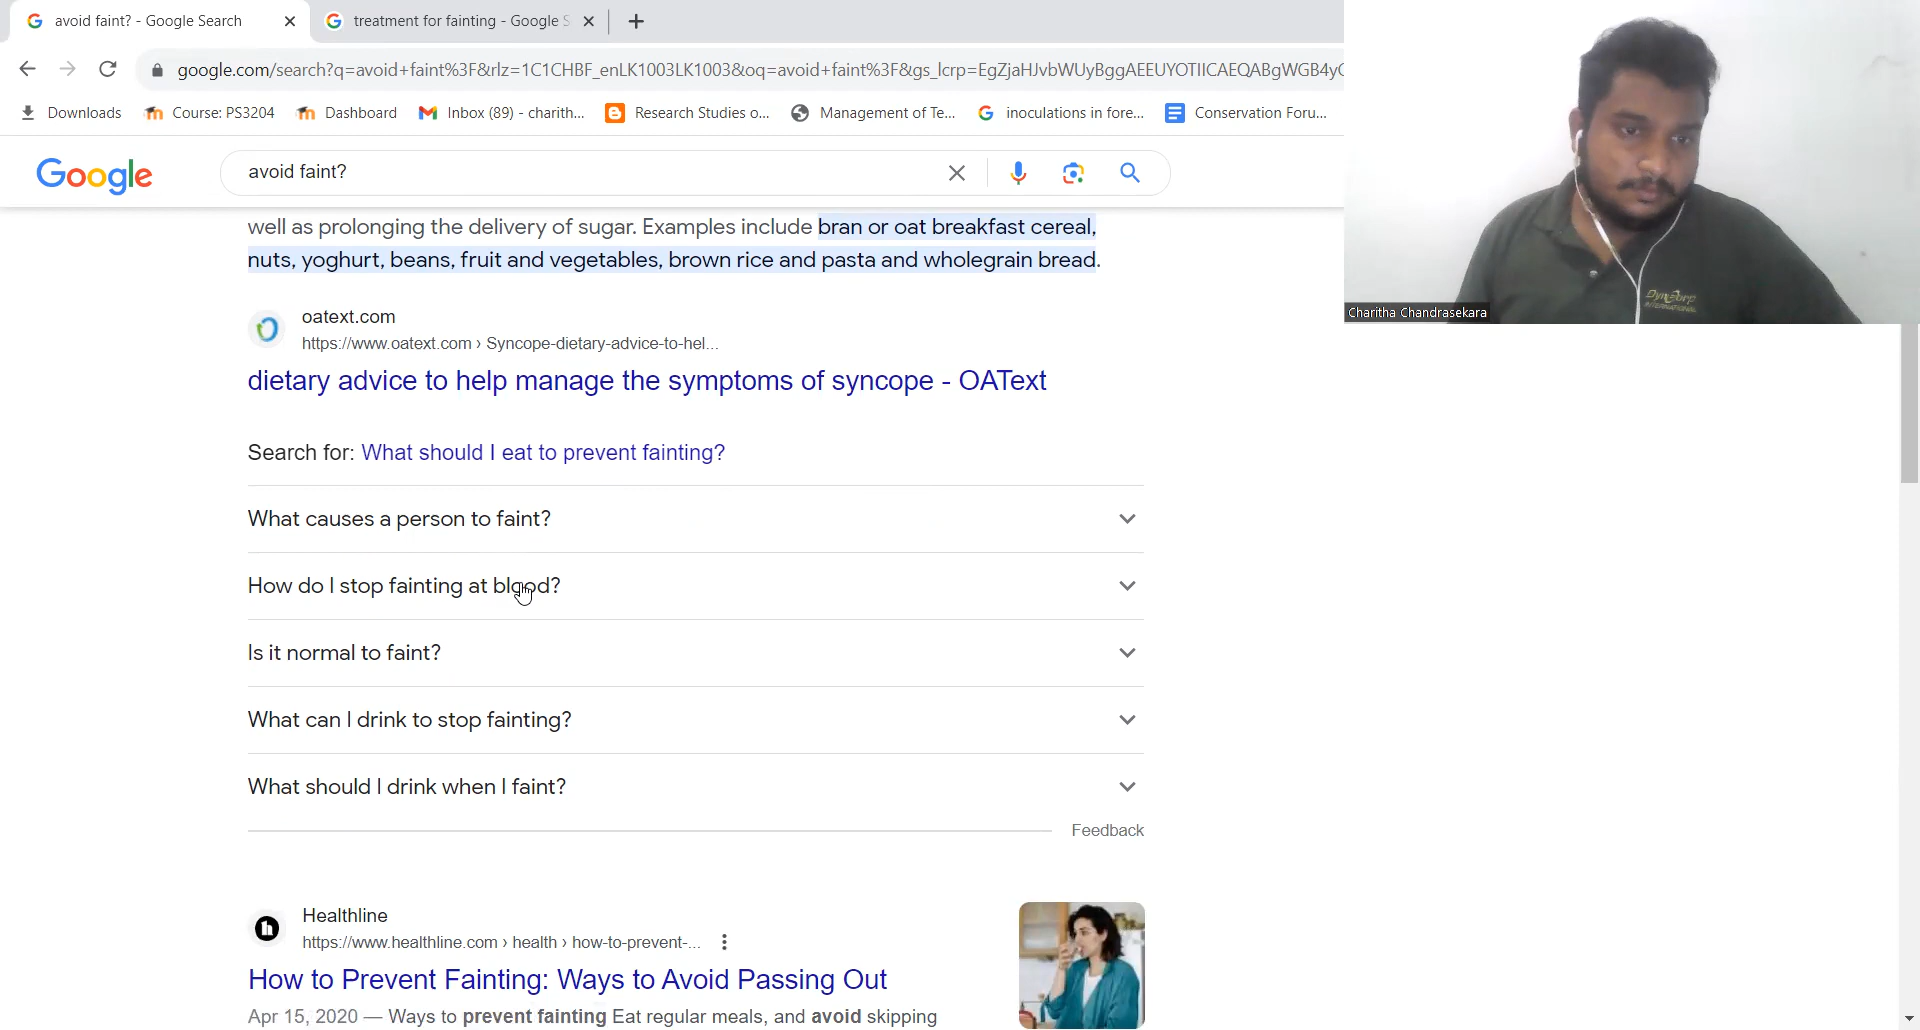 avoid faint? - Google Search
treatment for fainting - Google S
google.com/search?q=avoid+faint%3F&rlz=1C1CHBF_enLK1003LK1003&oq=avoid+faint%3F&gs_lcrp=EgZjaHJvbWUyBggAEEUYOTIICAEQABgWGB4y
Downloads
Course: PS3204
Dashboard
Inbox (89) - charith...
Research Studies o...
Management of Te...
inoculations in fore...
Conservation Foru...
Google
avoid faint?
well as prolonging the delivery of sugar. Examples include bran or oat breakfast cereal,
nuts, yoghurt, beans, fruit and vegetables, brown rice and pasta and wholegrain bread.
oatext.com
https://www.oatext.com › Syncope-dietary-advice-to-hel...
dietary advice to help manage the symptoms of syncope - OAText
Search for: What should I eat to prevent fainting?
What causes a person to faint?
How do I stop fainting at blood?
Is it normal to faint?
What can I drink to stop fainting?
What should I drink when I faint?
Feedback
Healthline
https://www.healthline.com › health › how-to-prevent-...
How to Prevent Fainting: Ways to Avoid Passing Out
Apr 15, 2020 — Ways to prevent fainting Eat regular meals, and avoid skipping
DynCorp
INTERNATIONAL
Charitha Chandrasekara